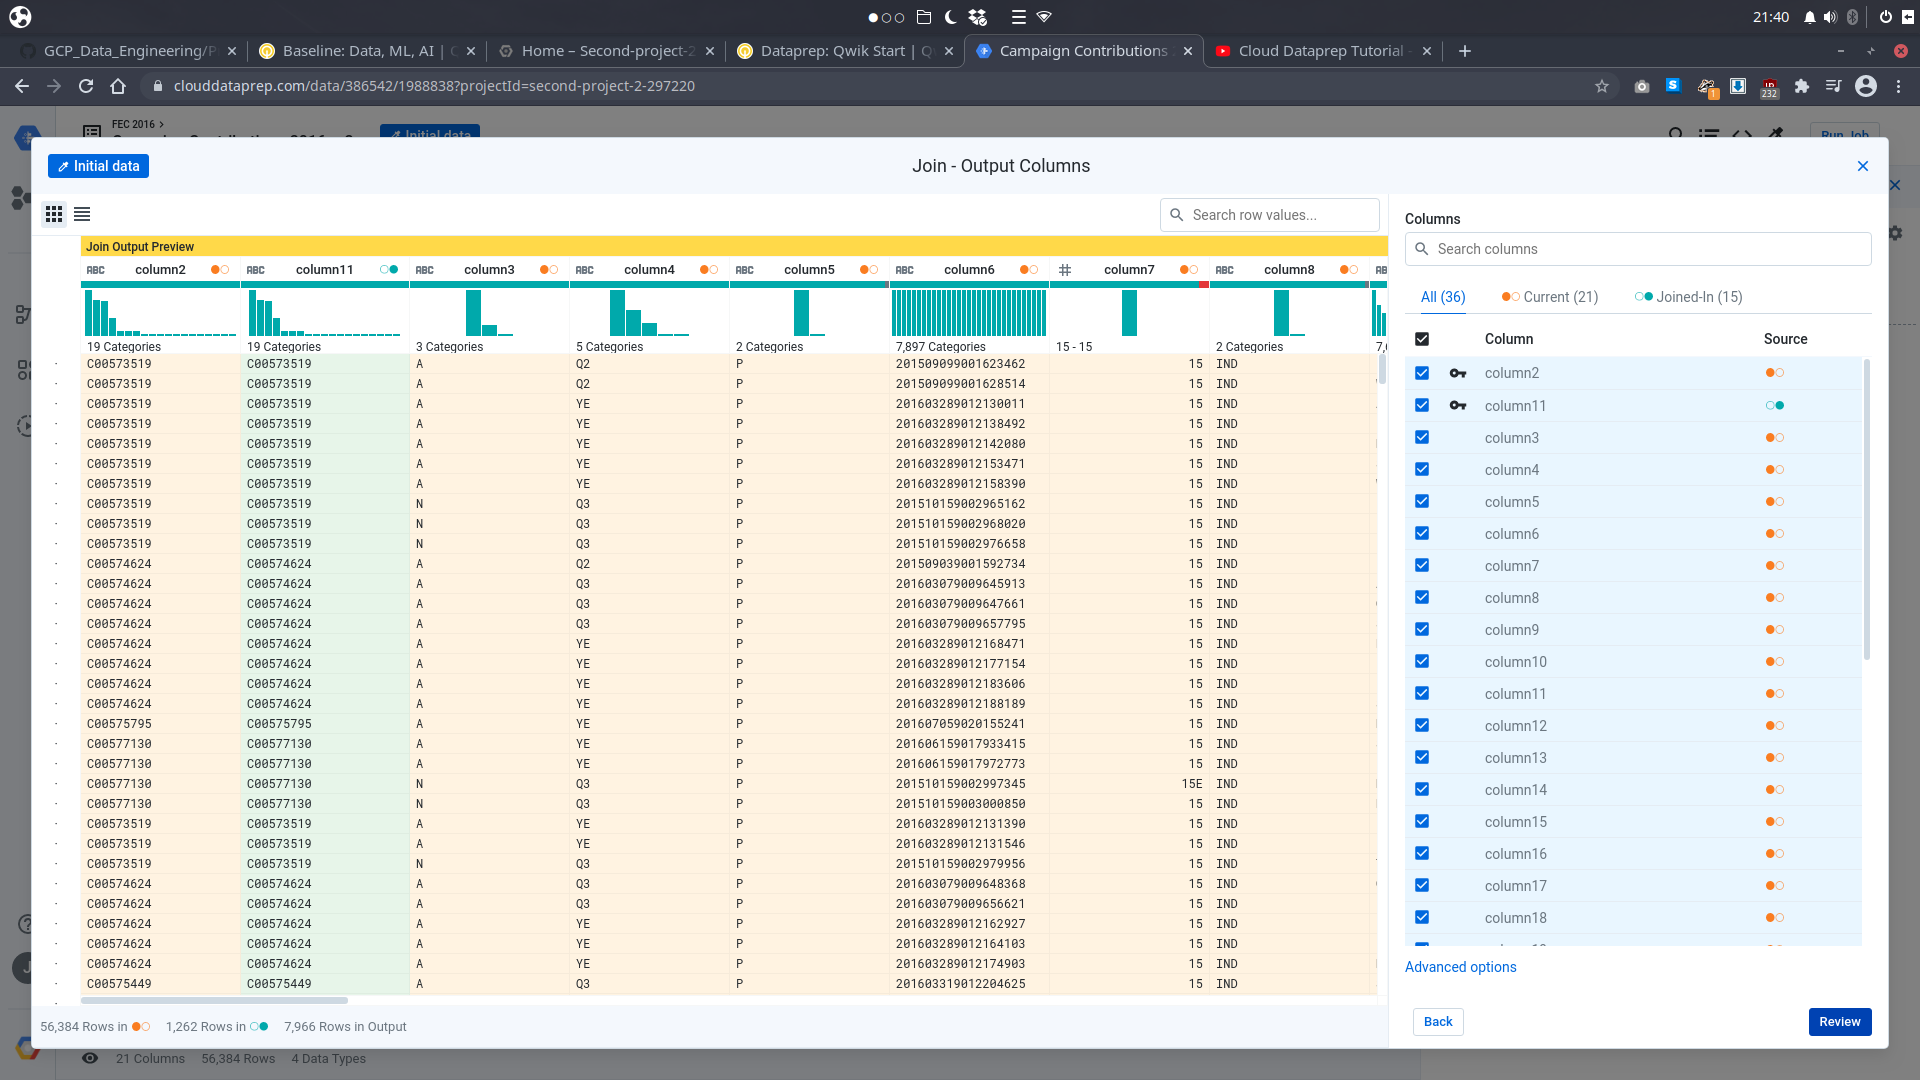 21:40
GCP_Data_Engineering/P
Baseline: Data, ML, AI |
Home – Second-project-2
Dataprep: Qwik Start | Q
Campaign Contributions
Cloud Dataprep Tutorial
clouddataprep.com/data/386542/1988838?projectId=second-project-2-297220
1
232
FEC 2016 >
Initial data
Run Job
Initial data
Join - Output Columns
Search row values...
Join Output Preview
ABC column2 ABC column11 ABC column3 ABC column4 ABC column5 ABC column6 # column7 ABC column8
19 Categories 19 Categories 3 Categories 5 Categories 2 Categories 7,897 Categories 15 - 15 2 Categories
C00573519 C00573519 A Q2 P 201509099001623462 15 IND
C00573519 C00573519 A Q2 P 201509099001628514 15 IND
C00573519 C00573519 A YE P 201603289012130011 15 IND
C00573519 C00573519 A YE P 201603289012138492 15 IND
C00573519 C00573519 A YE P 201603289012142080 15 IND
C00573519 C00573519 A YE P 201603289012153471 15 IND
C00573519 C00573519 A YE P 201603289012158390 15 IND
C00573519 C00573519 N Q3 P 201510159002965162 15 IND
C00573519 C00573519 N Q3 P 201510159002968020 15 IND
C00573519 C00573519 N Q3 P 201510159002976658 15 IND
C00574624 C00574624 A Q2 P 201509039001592734 15 IND
C00574624 C00574624 A Q3 P 201603079009645913 15 IND
C00574624 C00574624 A Q3 P 201603079009647661 15 IND
C00574624 C00574624 A Q3 P 201603079009657795 15 IND
C00574624 C00574624 A YE P 201603289012168471 15 IND
C00574624 C00574624 A YE P 201603289012177154 15 IND
C00574624 C00574624 A YE P 201603289012183606 15 IND
C00574624 C00574624 A YE P 201603289012188189 15 IND
C00575795 C00575795 A YE P 201607059020155241 15 IND
C00577130 C00577130 A YE P 201606159017933415 15 IND
C00577130 C00577130 A YE P 201606159017972773 15 IND
C00577130 C00577130 N Q3 P 201510159002997345 15E IND
C00577130 C00577130 N Q3 P 201510159003000850 15 IND
C00573519 C00573519 A YE P 201603289012131390 15 IND
C00573519 C00573519 A YE P 201603289012131546 15 IND
C00573519 C00573519 N Q3 P 201510159002979956 15 IND
C00574624 C00574624 A Q3 P 201603079009648368 15 IND
C00574624 C00574624 A Q3 P 201603079009656621 15 IND
C00574624 C00574624 A YE P 201603289012162927 15 IND
C00574624 C00574624 A YE P 201603289012164103 15 IND
C00574624 C00574624 A YE P 201603289012174903 15 IND
C00575449 C00575449 A Q3 P 201603319012204625 15 IND
56,384 Rows in 1,262 Rows in 7,966 Rows in Output
Columns
Search columns
All (36) Current (21) Joined-In (15)
Column Source
column2
column11
column3
column4
column5
column6
column7
column8
column9
column10
column11
column12
column13
column14
column15
column16
column17
column18
Advanced options
Back
Review
21 Columns 56,384 Rows 4 Data Types